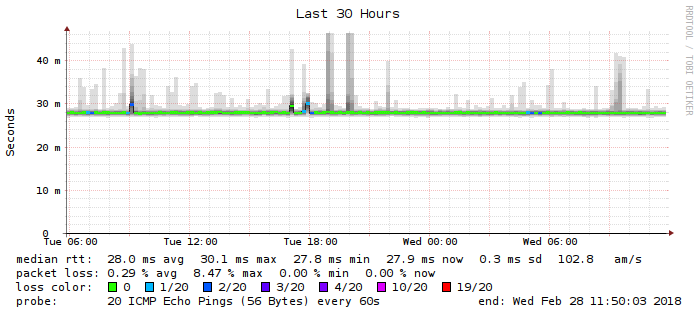 Last 30 Hours
RRDTOOL / TOBI OETIKER
Seconds
40 m
30 m
20 m
10 m
0
Tue 06:00 Tue 12:00 Tue 18:00 Wed 00:00 Wed 06:00
median rtt: 28.0 ms avg 30.1 ms max 27.8 ms min 27.9 ms now 0.3 ms sd 102.8 am/s
packet loss: 0.29 % avg 8.47 % max 0.00 % min 0.00 % now
loss color: 0 1/20 2/20 3/20 4/20 10/20 19/20
probe: 20 ICMP Echo Pings (56 Bytes) every 60s end: Wed Feb 28 11:50:03 2018